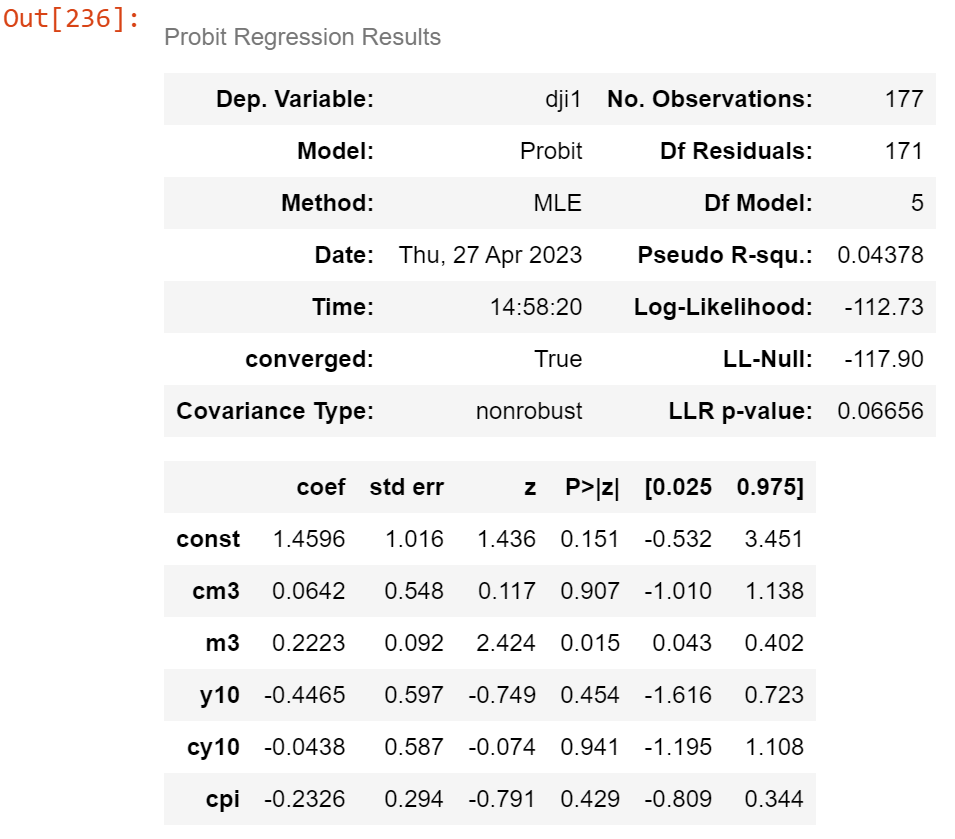 Out[236]:
Probit Regression Results
Dep. Variable: dji1 No. Observations: 177
Model: Probit Df Residuals: 171
Method: MLE Df Model: 5
Date: Thu, 27 Apr 2023 Pseudo R-squ.: 0.04378
Time: 14:58:20 Log-Likelihood: -112.73
converged: True LL-Null: -117.90
Covariance Type: nonrobust LLR p-value: 0.06656
coef std err z P>|z| [0.025 0.975]
const 1.4596 1.016 1.436 0.151 -0.532 3.451
cm3 0.0642 0.548 0.117 0.907 -1.010 1.138
m3 0.2223 0.092 2.424 0.015 0.043 0.402
y10 -0.4465 0.597 -0.749 0.454 -1.616 0.723
cy10 -0.0438 0.587 -0.074 0.941 -1.195 1.108
cpi -0.2326 0.294 -0.791 0.429 -0.809 0.344